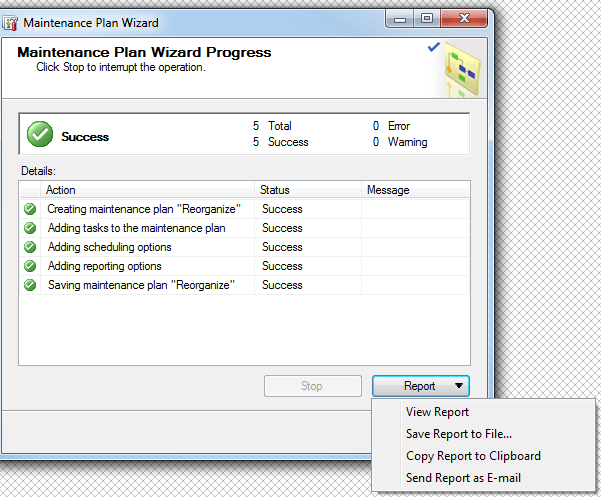 Maintenance Plan Wizard
Maintenance Plan Wizard Progress
Click Stop to interrupt the operation.
Success
5 Total
0 Error
5 Success
0 Warning
Details:
Action Status Message
Creating maintenance plan "Reorganize" Success
Adding tasks to the maintenance plan Success
Adding scheduling options Success
Adding reporting options Success
Saving maintenance plan "Reorganize" Success
Stop Report
View Report
Save Report to File...
Copy Report to Clipboard
Send Report as E-mail